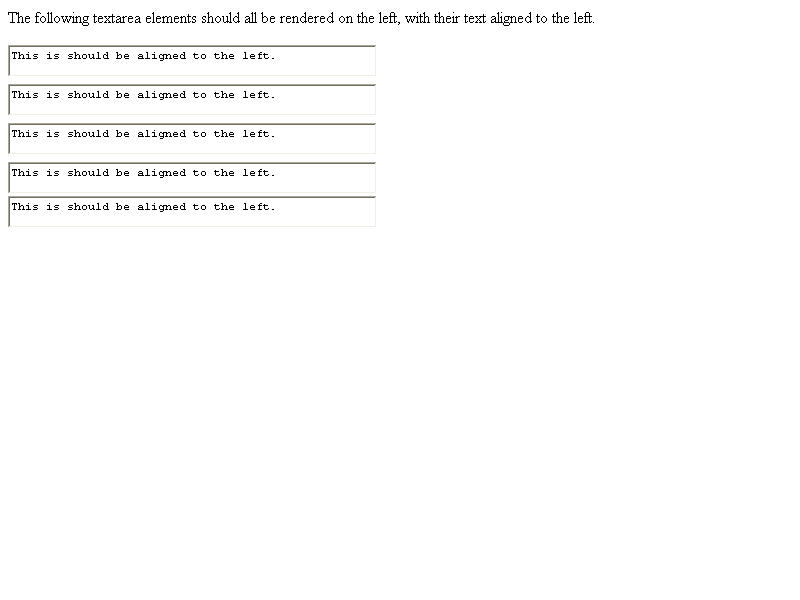 The following textarea elements should all be rendered on the left, with their text aligned to the left.
This is should be aligned to the left.
This is should be aligned to the left.
This is should be aligned to the left.
This is should be aligned to the left.
This is should be aligned to the left.